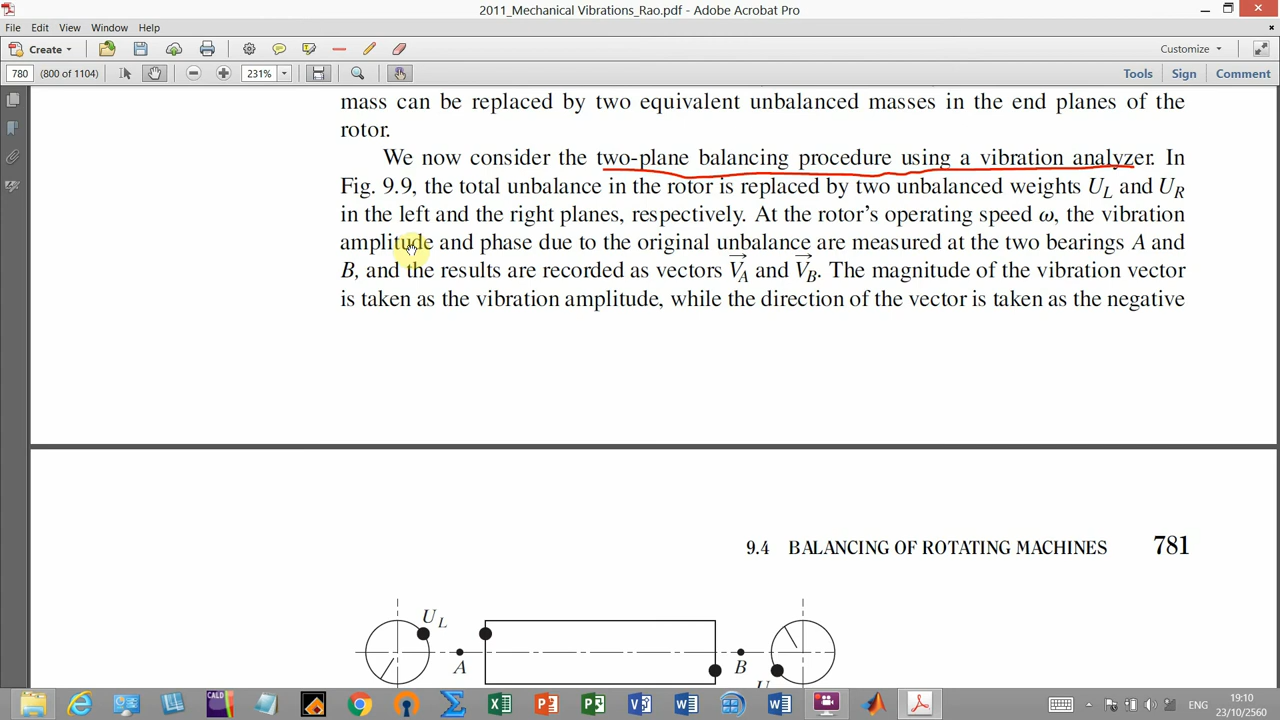 2011_Mechanical Vibrations_Rao.pdf - Adobe Acrobat Pro
File Edit View Window Help
Create
Customize
780 (800 of 1104)
231%
Tools Sign Comment
mass can be replaced by two equivalent unbalanced masses in the end planes of the
rotor.
We now consider the two-plane balancing procedure using a vibration analyzer. In
Fig. 9.9, the total unbalance in the rotor is replaced by two unbalanced weights U_L and U_R
in the left and the right planes, respectively. At the rotor's operating speed ω, the vibration
amplitude and phase due to the original unbalance are measured at the two bearings A and
B, and the results are recorded as vectors V⃗_A and V⃗_B. The magnitude of the vibration vector
is taken as the vibration amplitude, while the direction of the vector is taken as the negative
9.4 BALANCING OF ROTATING MACHINES 781
U_L
A B
U
CALD
ENG
19:10
23/10/2560